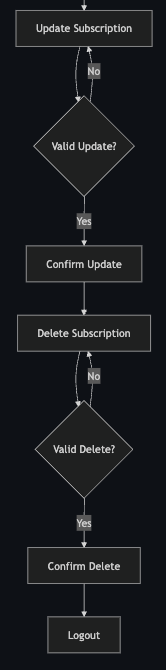 Update Subscription
No
Valid Update?
Yes
Confirm Update
Delete Subscription
No
Valid Delete?
Yes
Confirm Delete
Logout